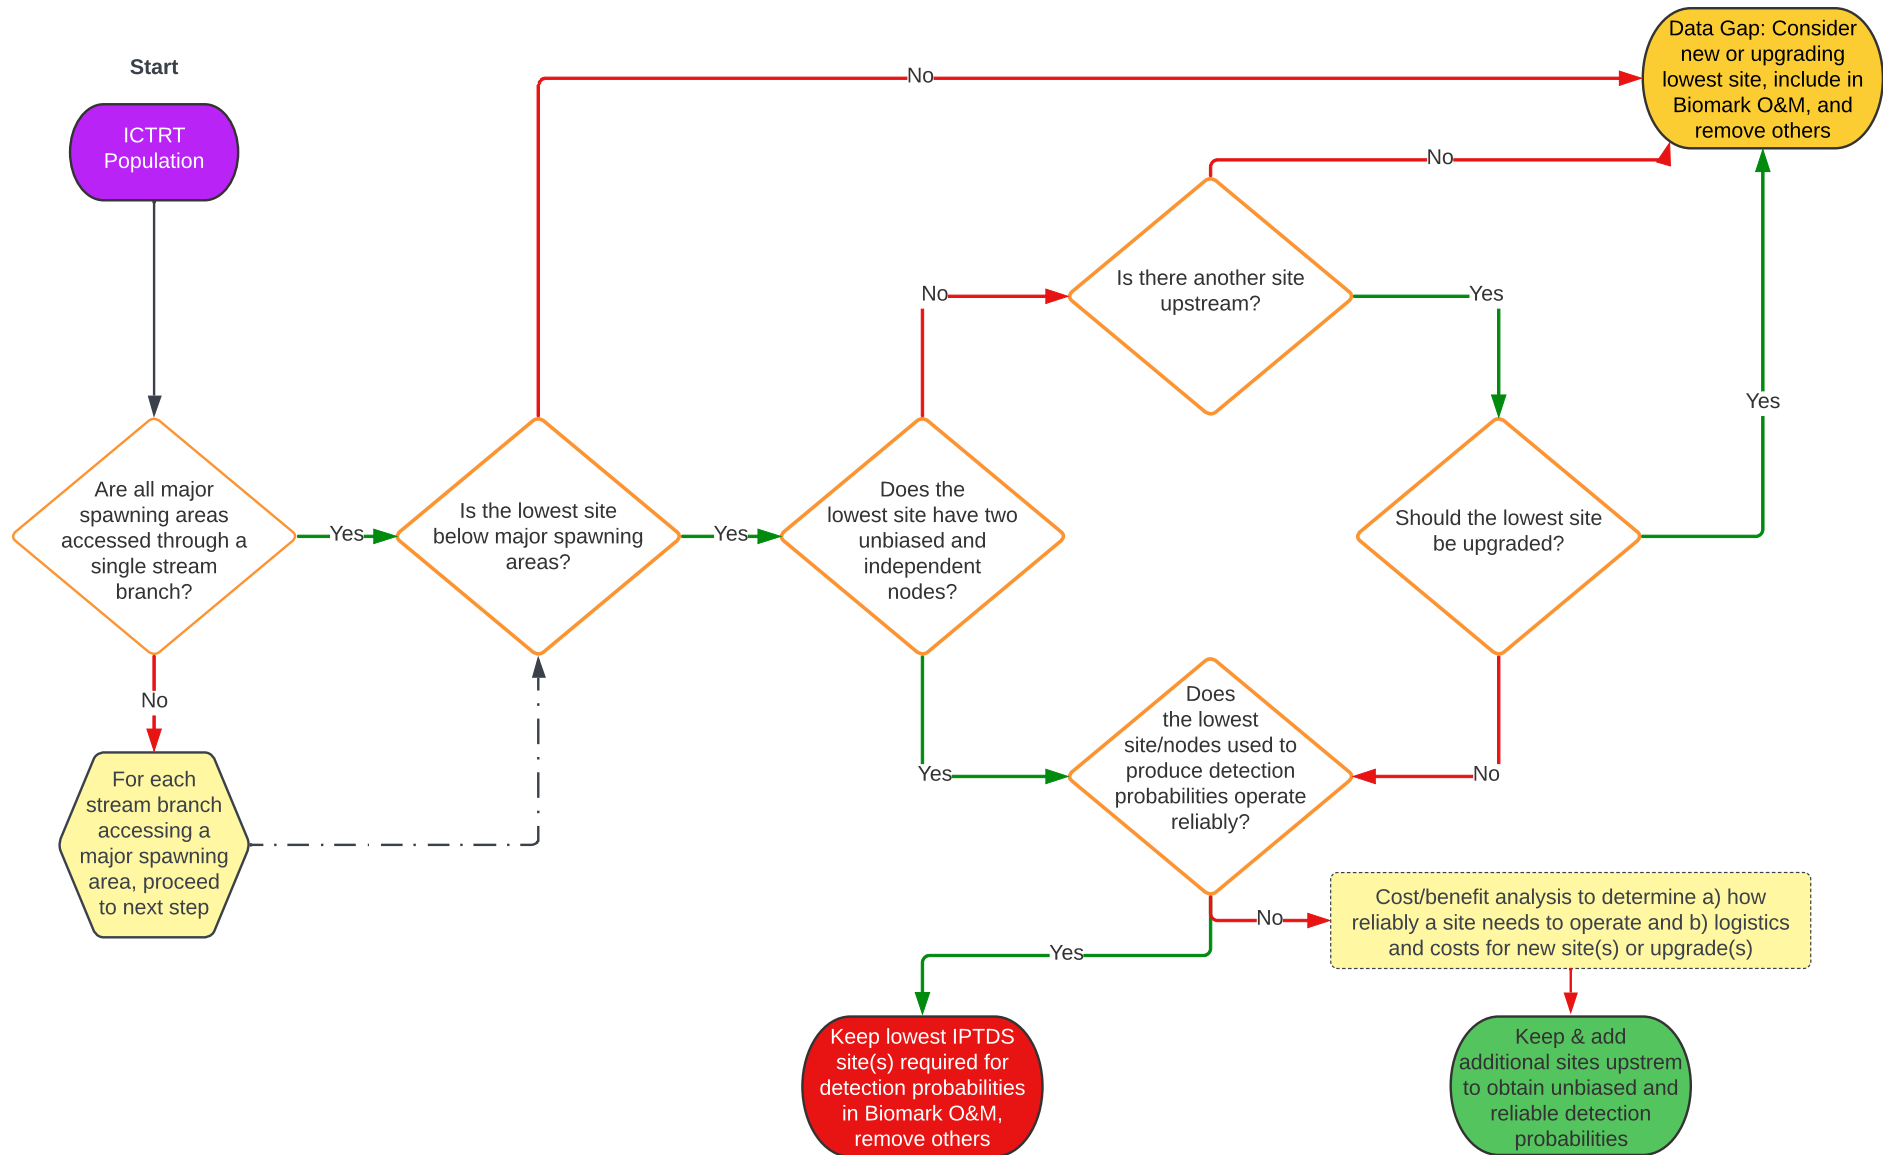 Start
ICTRT
Population
Are all major
spawning areas
accessed through a
single stream
branch?
Yes
No
For each
stream branch
accessing a
major spawning
area, proceed
to next step
Is the lowest site
below major spawning
areas?
No
Yes
Does the
lowest site have two
unbiased and
independent
nodes?
No
Yes
Is there another site
upstream?
No
Yes
Should the lowest site
be upgraded?
Yes
No
Data Gap: Consider
new or upgrading
lowest site, include in
Biomark O&M, and
remove others
Does
the lowest
site/nodes used to
produce detection
probabilities operate
reliably?
No
Yes
Cost/benefit analysis to determine a) how
reliably a site needs to operate and b) logistics
and costs for new site(s) or upgrade(s)
Keep lowest IPTDS
site(s) required for
detection probabilities
in Biomark O&M,
remove others
Keep & add
additional sites upstrem
to obtain unbiased and
reliable detection
probabilities